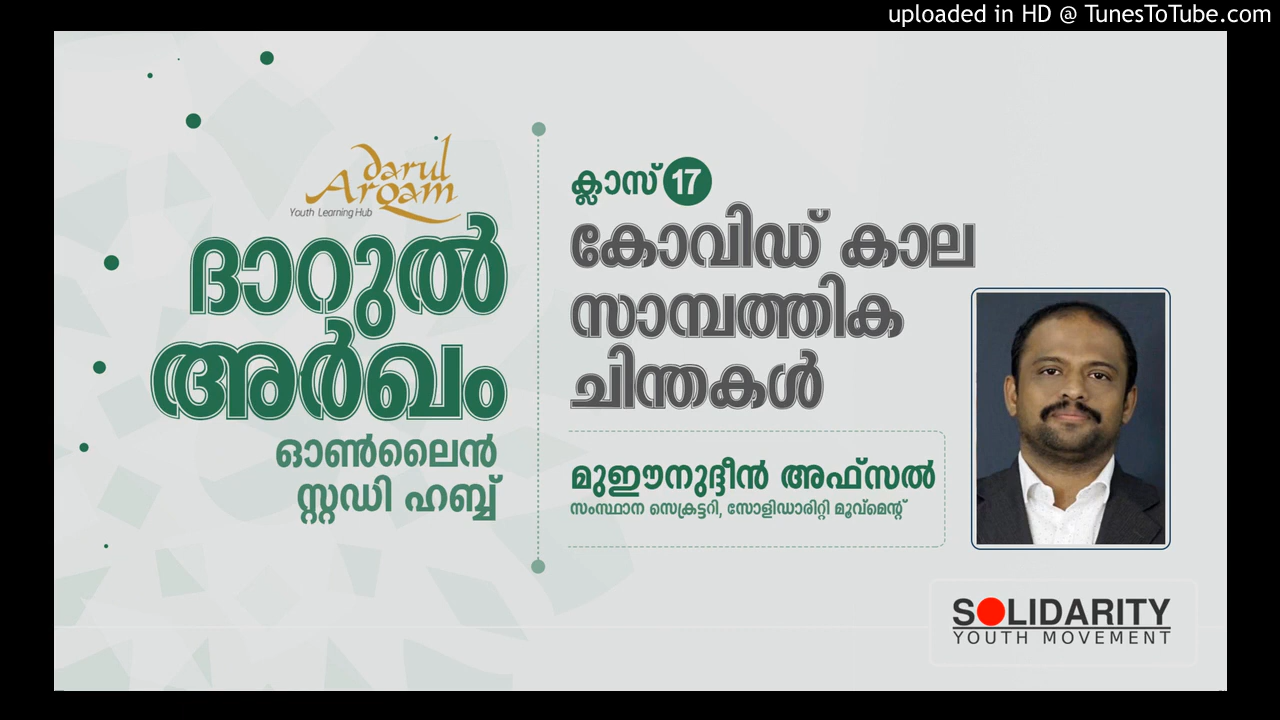 uploaded in HD @ TunesToTube.com
darul
Arqam
Youth Learning Hub
ദാറുൽ
അർഖം
ഓൺലൈൻ
സ്റ്റഡി ഹബ്ബ്
ക്ലാസ് 17
കോവിഡ് കാല
സാമ്പത്തിക
ചിന്തകൾ
മുഈനുദ്ദീൻ അഫ്സൽ
സംസ്ഥാന സെക്രട്ടറി, സോളിഡാരിറ്റി മൂവ്മെന്റ്
SOLIDARITY
YOUTH MOVEMENT